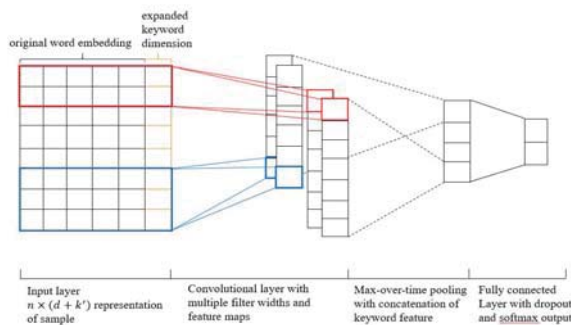 expanded
keyword
dimension
original word embedding
Input layer
n × (d + k') representation
of sample
Convolutional layer with
multiple filter widths and
feature maps
Max-over-time pooling
with concatenation of
keyword feature
Fully connected
Layer with dropout
and softmax output